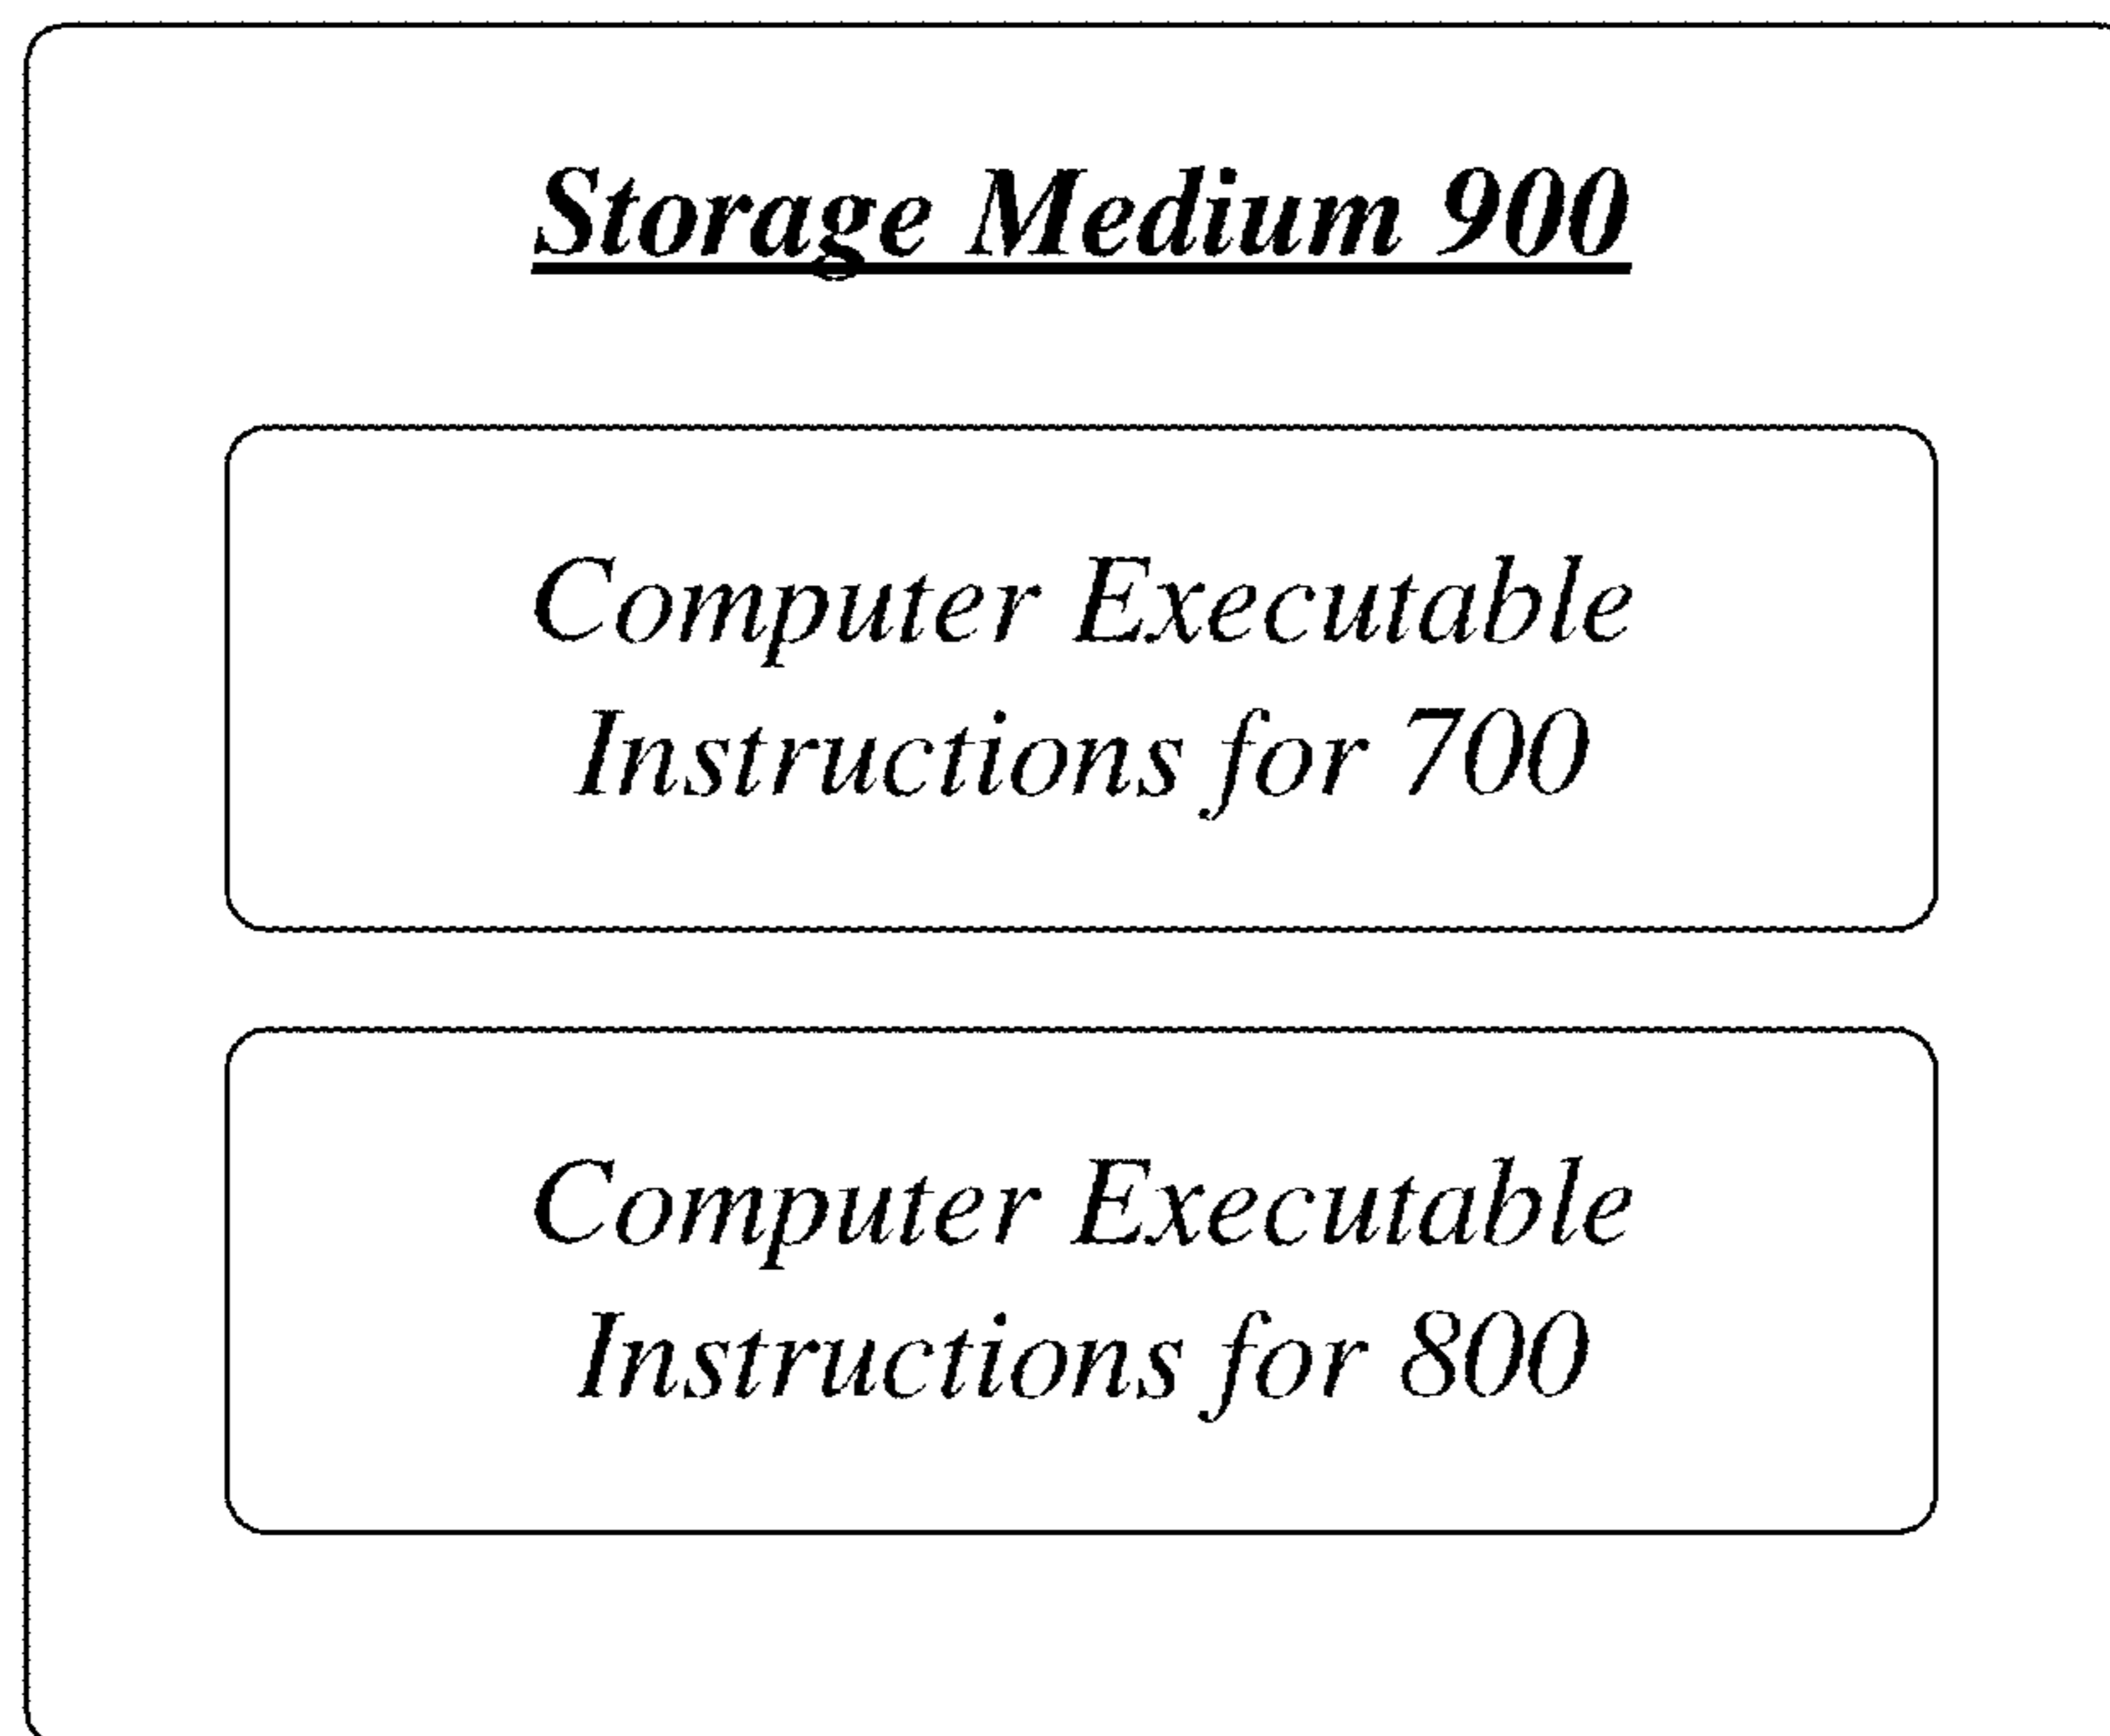 Storage Medium 900
Computer Executable
Instructions for 700
Computer Executable
Instructions for 800